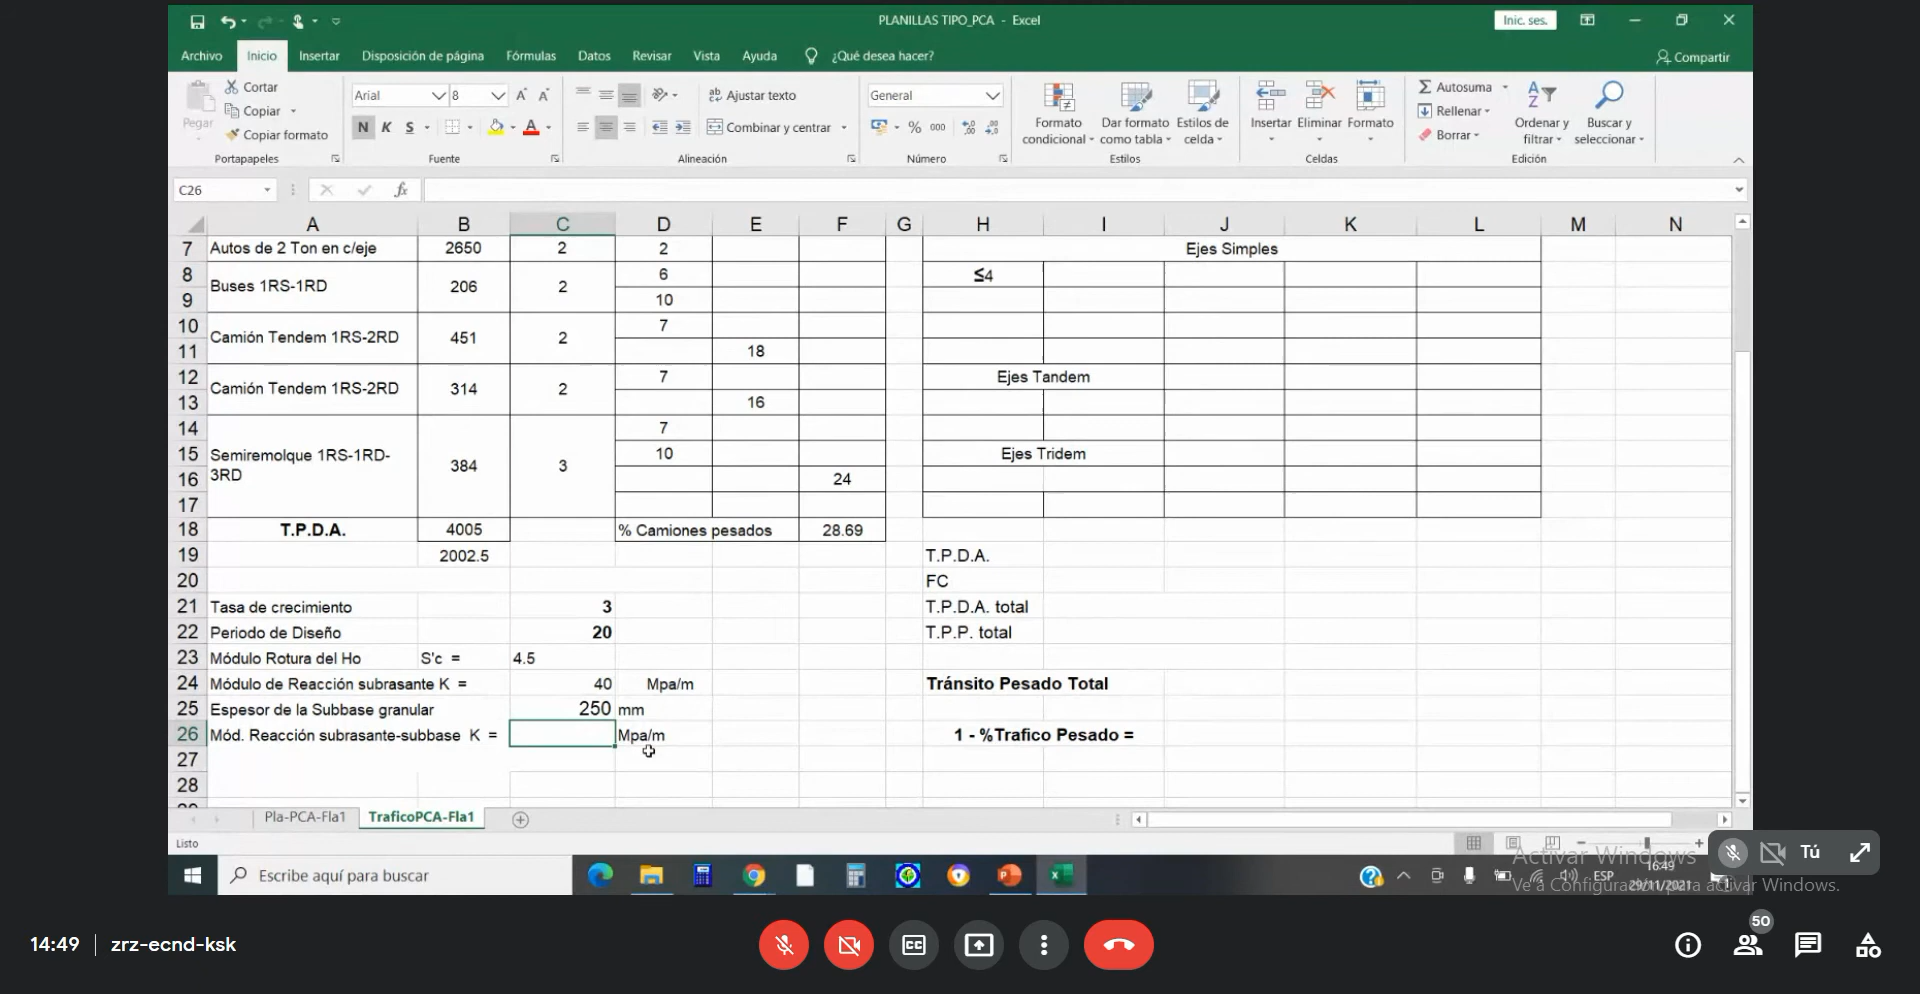 PLANILLAS TIPO_PCA - Excel
Inic. ses.
Archivo Inicio Insertar Disposición de página Fórmulas Datos Revisar Vista Ayuda ¿Qué desea hacer? Compartir
Pegar
Cortar
Copiar
Copiar formato
Portapapeles
Arial 8 A A
N K S A
Fuente
ab Ajustar texto
Combinar y centrar
Alineación
General
% 000
Número
Formato condicional
Dar formato como tabla
Estilos de celda
Estilos
Insertar Eliminar Formato
Celdas
Autosuma
Rellenar
Borrar
Ordenar y filtrar
Buscar y seleccionar
Edición
C26 fx
A B C D E F G H I J K L M N
7 Autos de 2 Ton en c/eje 2650 2 2 Ejes Simples
8 Buses 1RS-1RD 206 2 6 ≤4
9 10
10 Camión Tendem 1RS-2RD 451 2 7
11 18
12 Camión Tendem 1RS-2RD 314 2 7 Ejes Tandem
13 16
14 7
15 Semiremolque 1RS-1RD- 384 3 10 Ejes Tridem
16 3RD 24
17
18 T.P.D.A. 4005 % Camiones pesados 28.69
19 2002.5 T.P.D.A.
20 FC
21 Tasa de crecimiento 3 T.P.D.A. total
22 Periodo de Diseño 20 T.P.P. total
23 Módulo Rotura del Ho S'c = 4.5
24 Módulo de Reacción subrasante K = 40 Mpa/m Tránsito Pesado Total
25 Espesor de la Subbase granular 250 mm
26 Mód. Reacción subrasante-subbase K = Mpa/m 1 - %Trafico Pesado =
27
28
Pla-PCA-Fla1 TraficoPCA-Fla1
Listo
Activar Windows
Ve a Configuración para activar Windows.
Tú
Escribe aquí para buscar
ESP
16:49
29/11/2021
14:49 | zrz-ecnd-ksk
CC
50